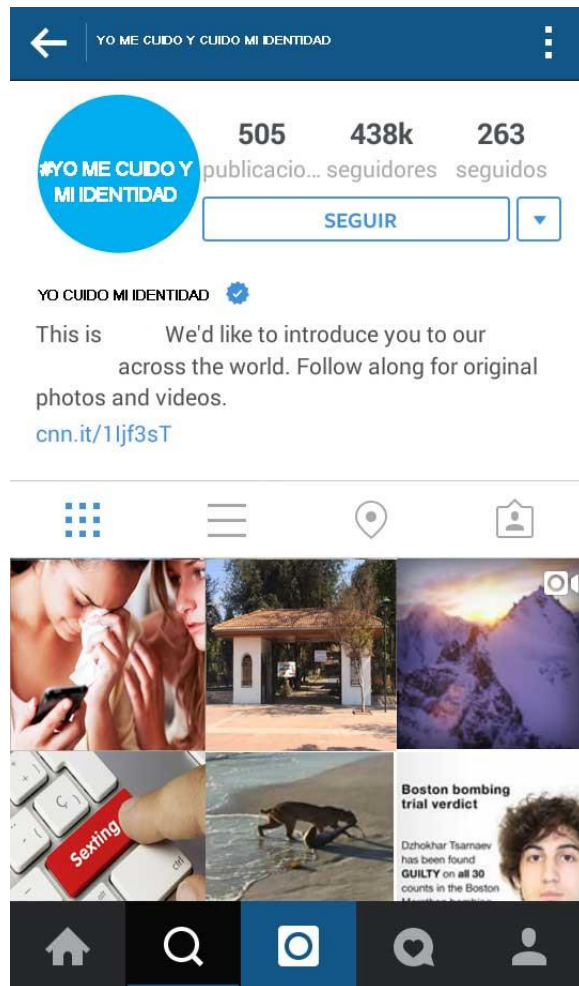 YO ME CUIDO Y CUIDO MI IDENTIDAD
505 438k 263
publicacio... seguidores seguidos
#YO ME CUIDO Y
MI IDENTIDAD
SEGUIR
YO CUIDO MI IDENTIDAD
This is We'd like to introduce you to our
across the world. Follow along for original
photos and videos.
cnn.it/1Ijf3sT
Sexting
ctrl
Ç
Boston bombing
trial verdict
Dzhokhar Tsarnaev
has been found
GUILTY on all 30
counts in the Boston
Marathon bombing